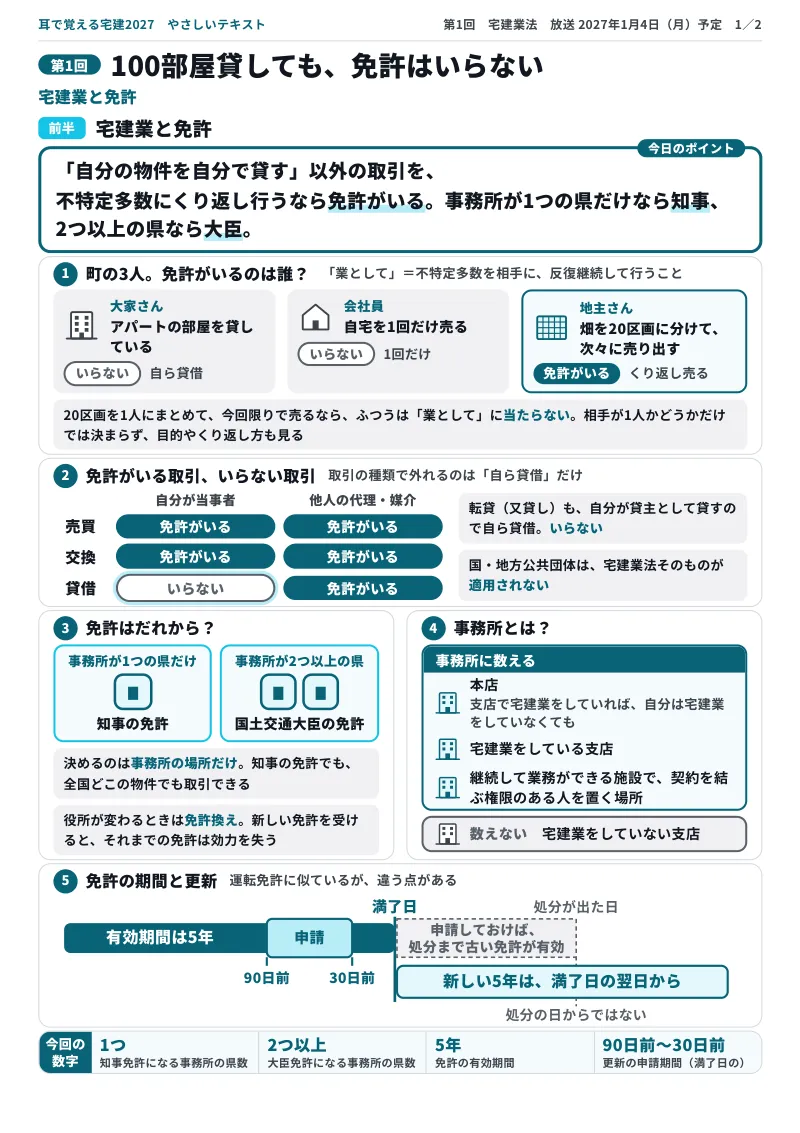 耳で覚える宅建2027　やさしいテキスト
第1回　宅建業法　放送 2027年1月4日（月）予定　1／2
第1回　100部屋貸しても、免許はいらない
宅建業と免許
前半　宅建業と免許
今日のポイント
「自分の物件を自分で貸す」以外の取引を、
不特定多数にくり返し行うなら免許がいる。事務所が1つの県だけなら知事、
2つ以上の県なら大臣。
1　町の3人。免許がいるのは誰？　「業として」＝不特定多数を相手に、反復継続して行うこと
大家さん
アパートの部屋を貸し
ている
いらない　自ら貸借
会社員
自宅を1回だけ売る
いらない　1回だけ
地主さん
畑を20区画に分けて、
次々に売り出す
免許がいる　くり返し売る
20区画を1人にまとめて、今回限りで売るなら、ふつうは「業として」に当たらない。相手が1人かどうかだけ
では決まらず、目的やくり返し方も見る
2　免許がいる取引、いらない取引　取引の種類で外れるのは「自ら貸借」だけ
自分が当事者　他人の代理・媒介
売買　免許がいる　免許がいる
交換　免許がいる　免許がいる
貸借　いらない　免許がいる
転貸（又貸し）も、自分が貸主として貸すの
で自ら貸借。いらない
国・地方公共団体は、宅建業法そのものが
適用されない
3　免許はだれから？
事務所が1つの県だけ
知事の免許
事務所が2つ以上の県
国土交通大臣の免許
決めるのは事務所の場所だけ。知事の免許でも、
全国どこの物件でも取引できる
役所が変わるときは免許換え。新しい免許を受け
ると、それまでの免許は効力を失う
4　事務所とは？
事務所に数える
本店
支店で宅建業をしていれば、自分は宅建業
をしていなくても
宅建業をしている支店
継続して業務ができる施設で、契約を結
ぶ権限のある人を置く場所
数えない　宅建業をしていない支店
5　免許の期間と更新　運転免許に似ているが、違う点がある
満了日　処分が出た日
有効期間は5年　申請
申請しておけば、
処分まで古い免許が有効
90日前　30日前
新しい5年は、満了日の翌日から
処分の日からではない
今回の
数字
1つ
知事免許になる事務所の県数
2つ以上
大臣免許になる事務所の県数
5年
免許の有効期間
90日前〜30日前
更新の申請期間（満了日の）